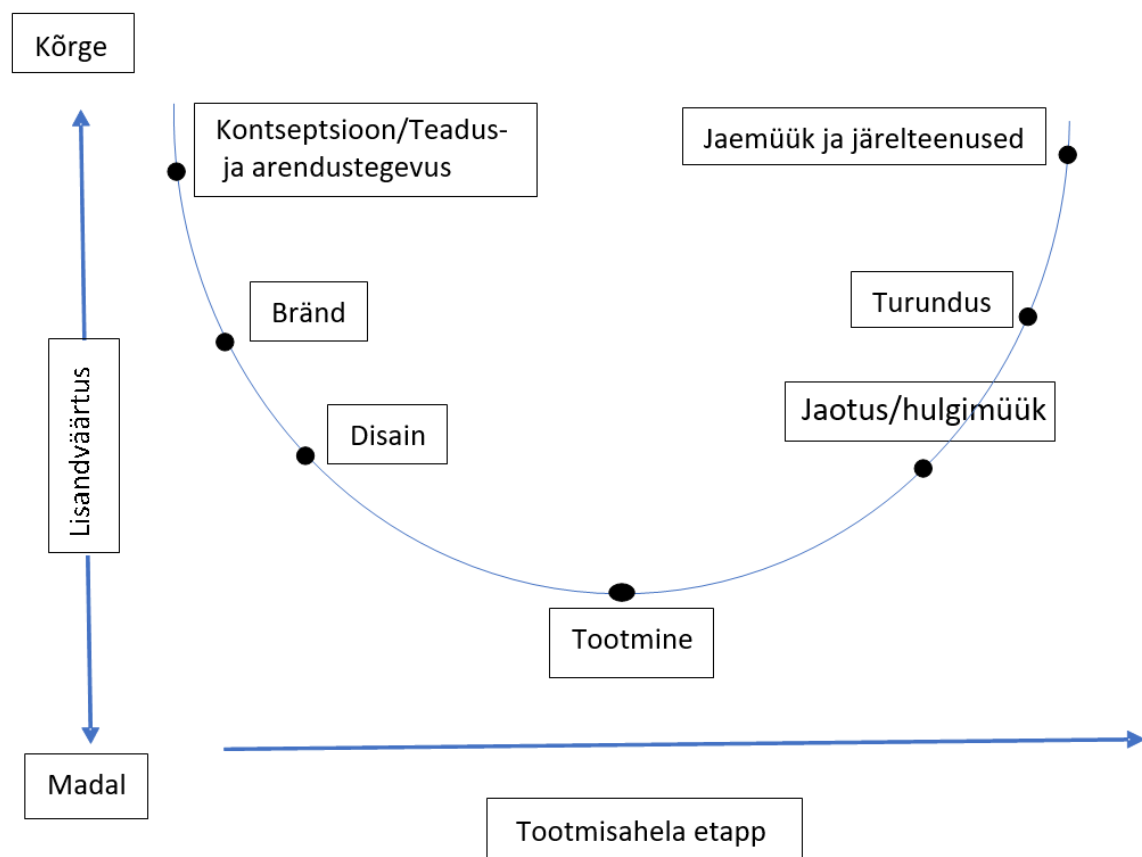 Kõrge
Kontseptsioon/Teadus-
ja arendustegevus
Jaemüük ja järelteenused
Bränd
Turundus
Lisandväärtus
Disain
Jaotus/hulgimüük
Tootmine
Madal
Tootmisahela etapp